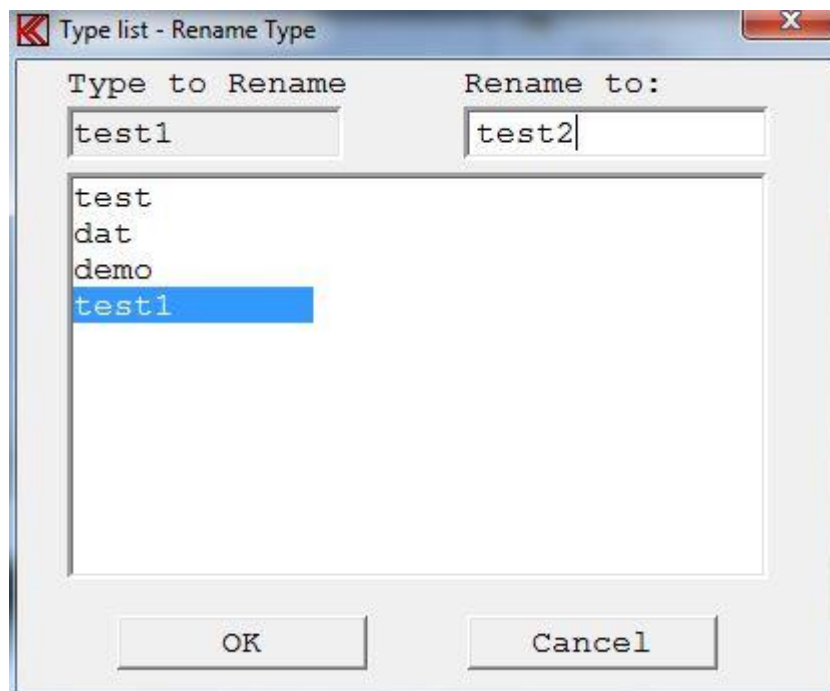 Type list - Rename Type
Type to Rename Rename to:
test1 test2
test
dat
demo
test1
OK Cancel